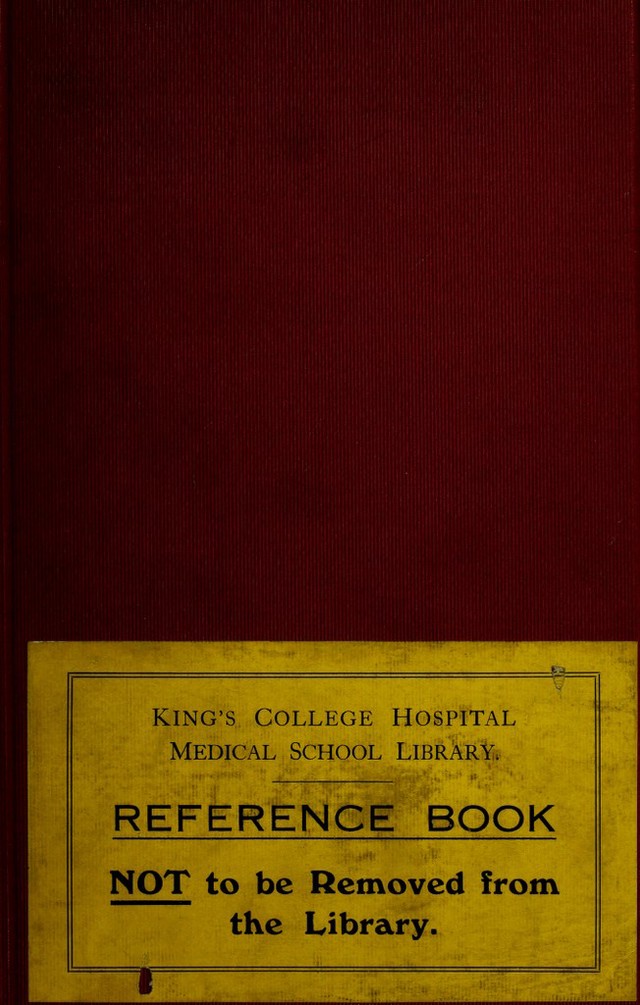 KING'S COLLEGE HOSPITAL
MEDICAL SCHOOL LIBRARY.
REFERENCE BOOK
NOT to be Removed from
the Library.